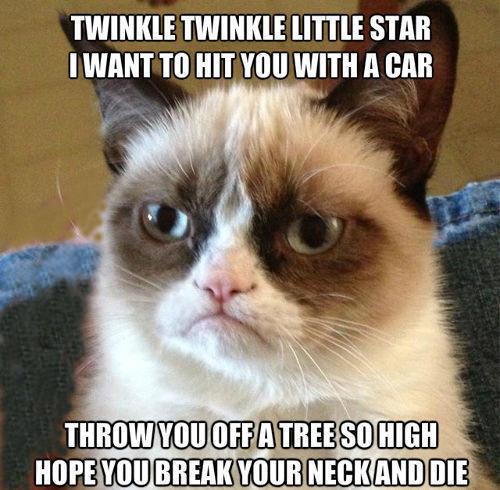 TWINKLE TWINKLE LITTLE STAR
I WANT TO HIT YOU WITH A CAR
THROW YOU OFF A TREE SO HIGH
HOPE YOU BREAK YOUR NECK AND DIE